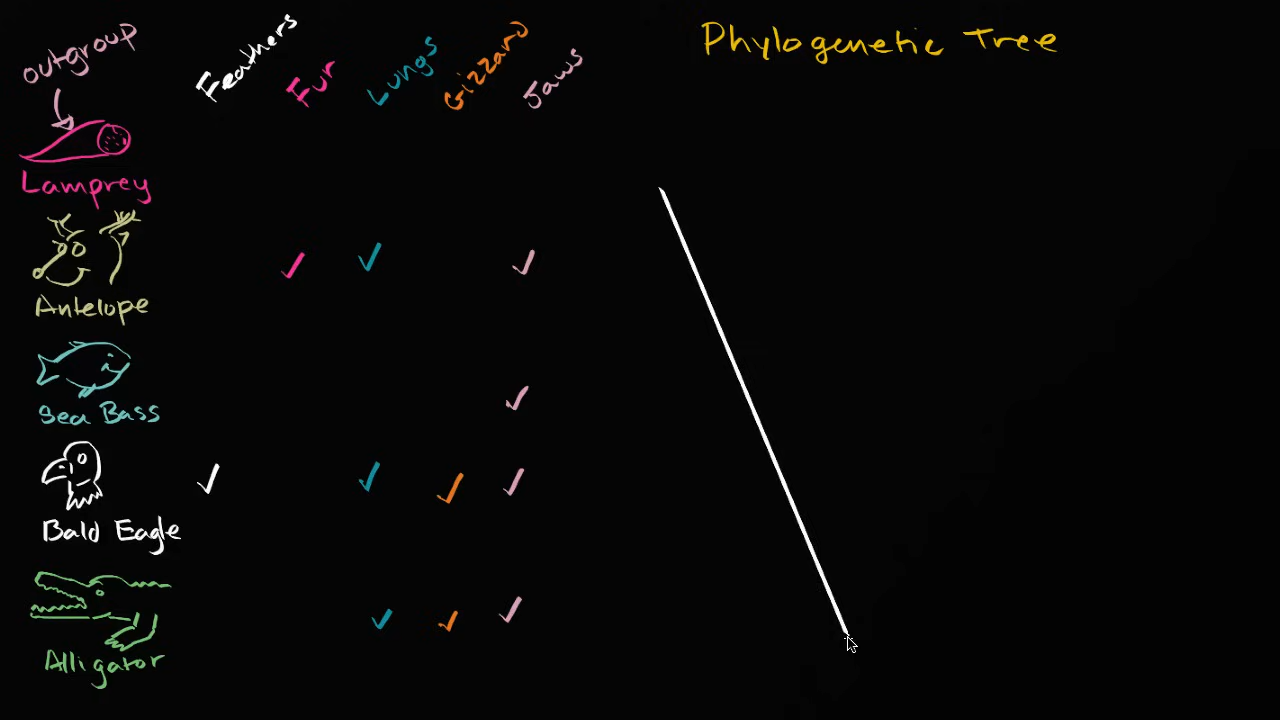 Phylogenetic Tree
outgroup
Feathers
Fur
Lungs
Gizzard
Jaws
Lamprey
Antelope
Sea Bass
Bald Eagle
Alligator